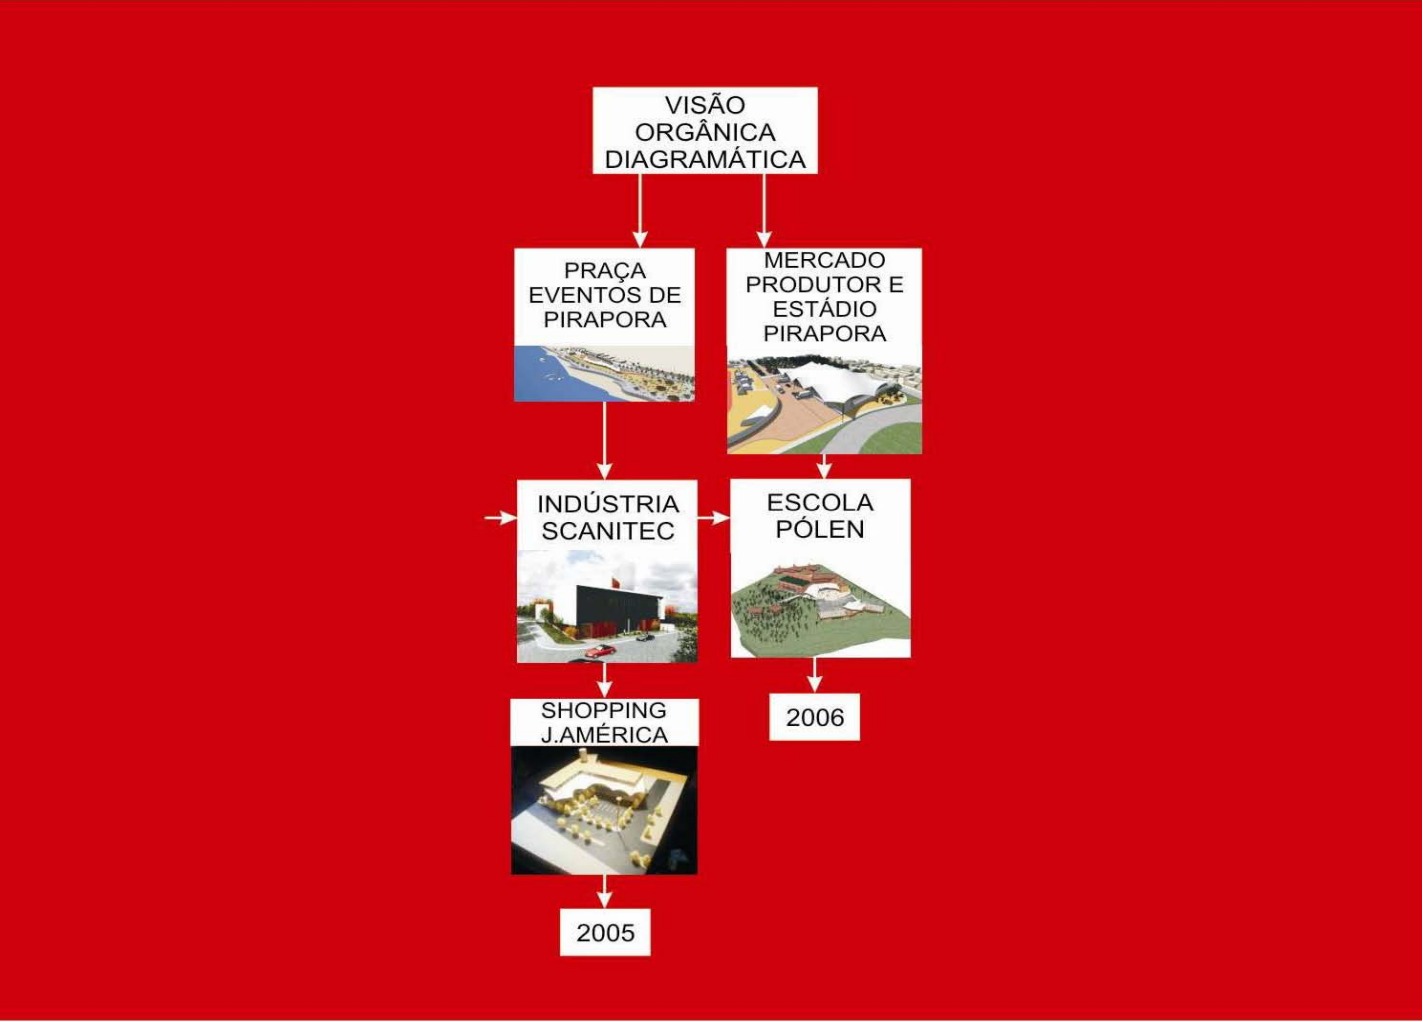 VISÃO
ORGÂNICA
DIAGRAMÁTICA
PRAÇA
EVENTOS DE
PIRAPORA
MERCADO
PRODUTOR E
ESTÁDIO
PIRAPORA
INDÚSTRIA
SCANITEC
ESCOLA
PÓLEN
SHOPPING
J.AMÉRICA
2006
2005